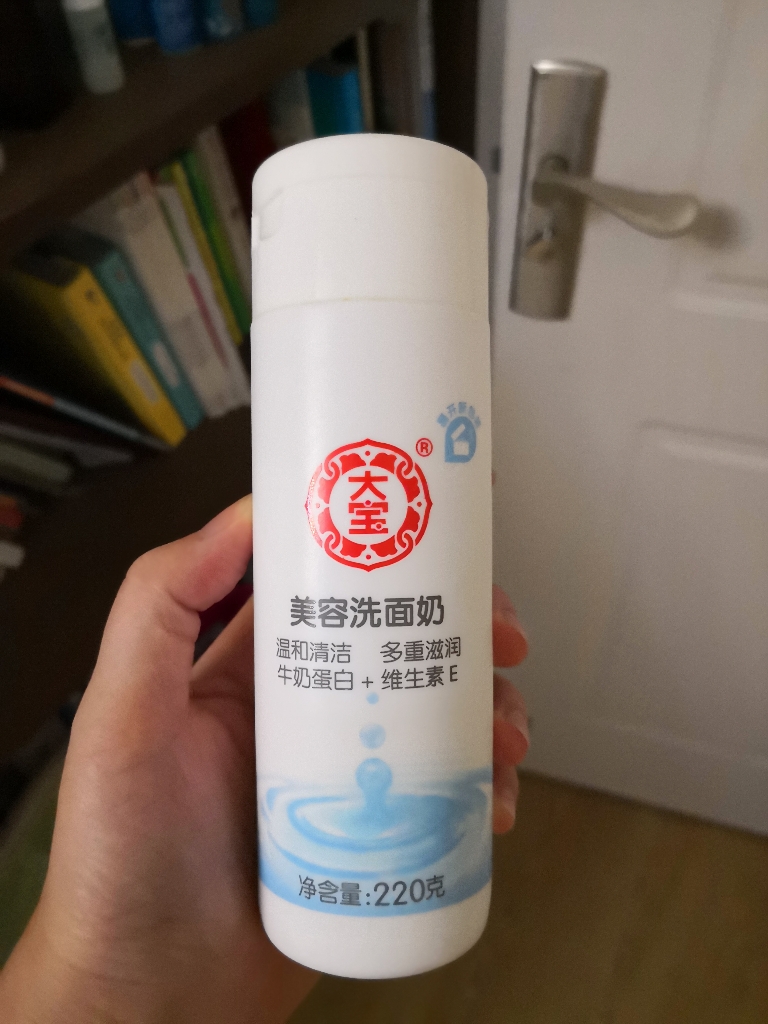 大宝
®
美容洗面奶
温和清洁 多重滋润
牛奶蛋白 + 维生素 E
净含量:220克